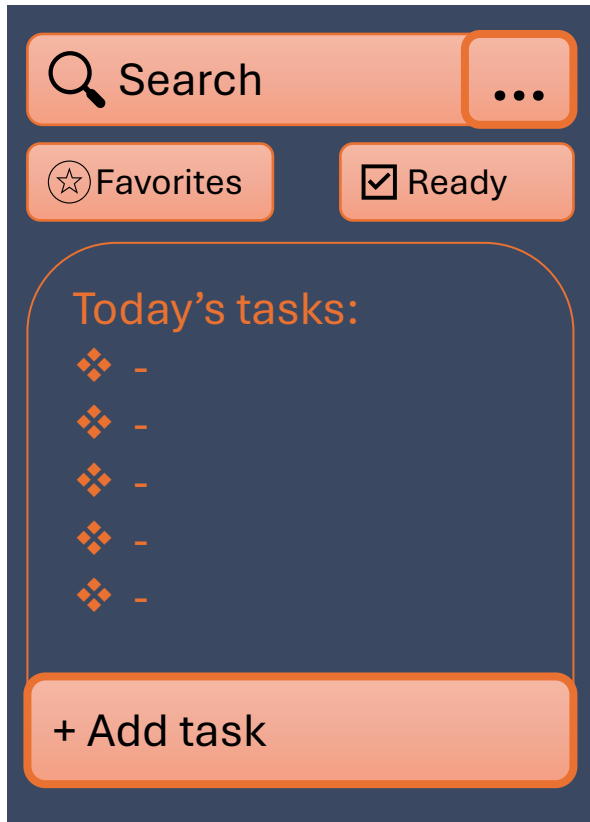 Search ...
Favorites Ready
Today’s tasks:
❖ -
❖ -
❖ -
❖ -
❖ -
+ Add task